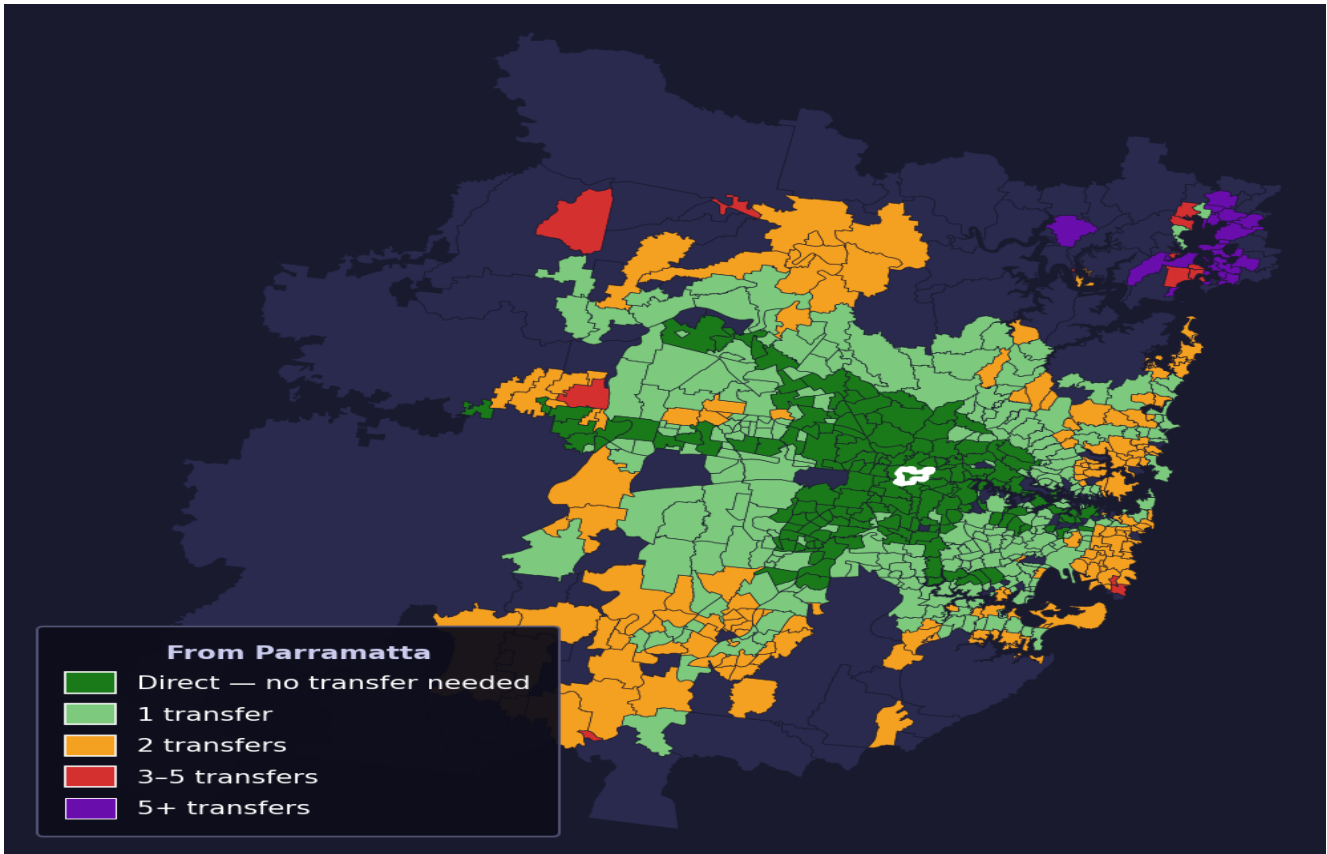 From Parramatta
Direct — no transfer needed
1 transfer
2 transfers
3–5 transfers
5+ transfers